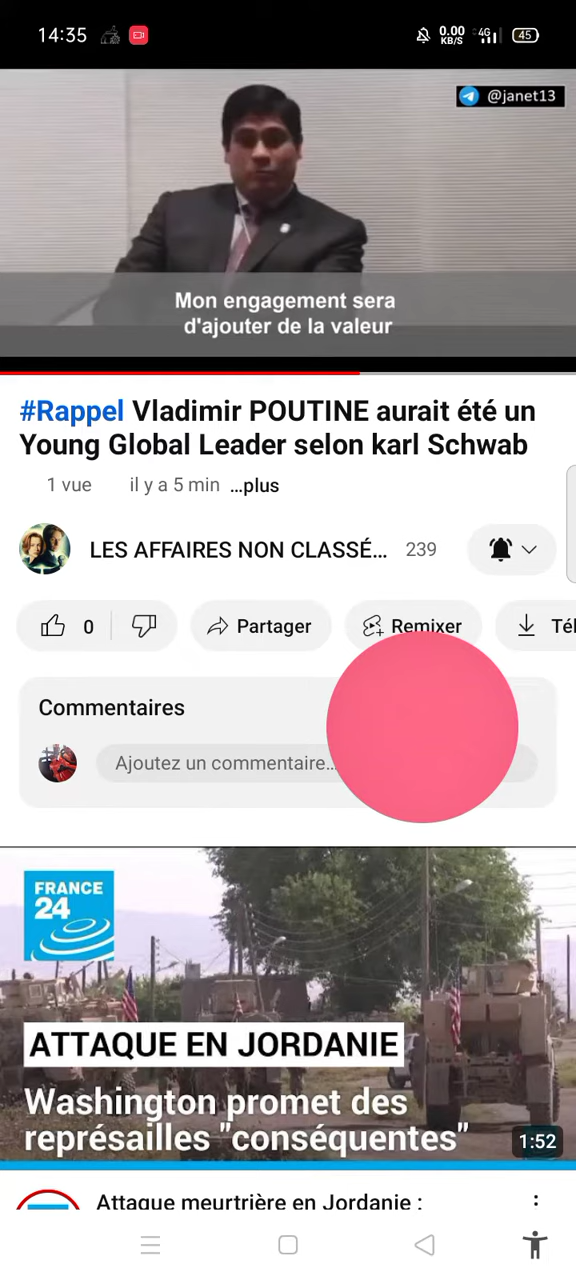 14:35
0.00
KB/S
4G
45
@janet13
Mon engagement sera
d'ajouter de la valeur
#Rappel Vladimir POUTINE aurait été un
Young Global Leader selon karl Schwab
1 vue il y a 5 min ...plus
LES AFFAIRES NON CLASSÉ... 239
0 Partager Remixer Tél
Commentaires
Ajoutez un commentaire...
FRANCE
24
ATTAQUE EN JORDANIE
Washington promet des
représailles "conséquentes"
1:52
Attaque meurtrière en Jordanie :